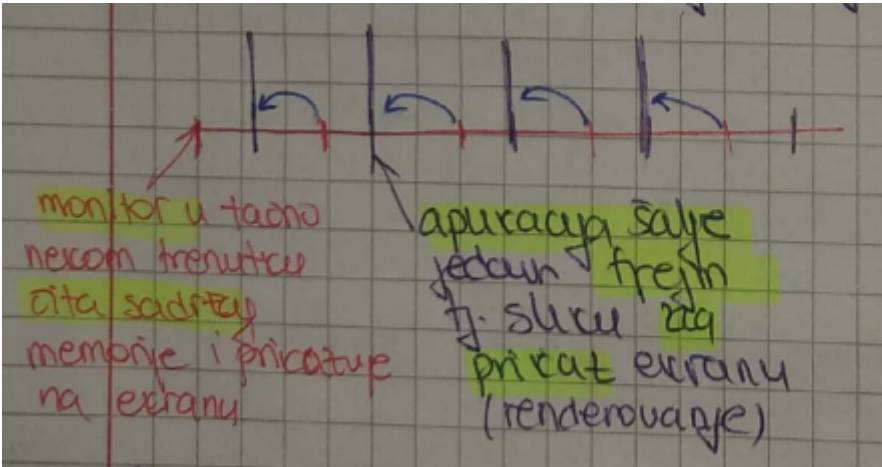 monitor u tačno
nekom trenutku
čita sadržaj
memorije i prikazuje
na ekranu
aplikacija šalje
jedan frejm
tj. sliku za
prikaz ekranu
(renderovanje)